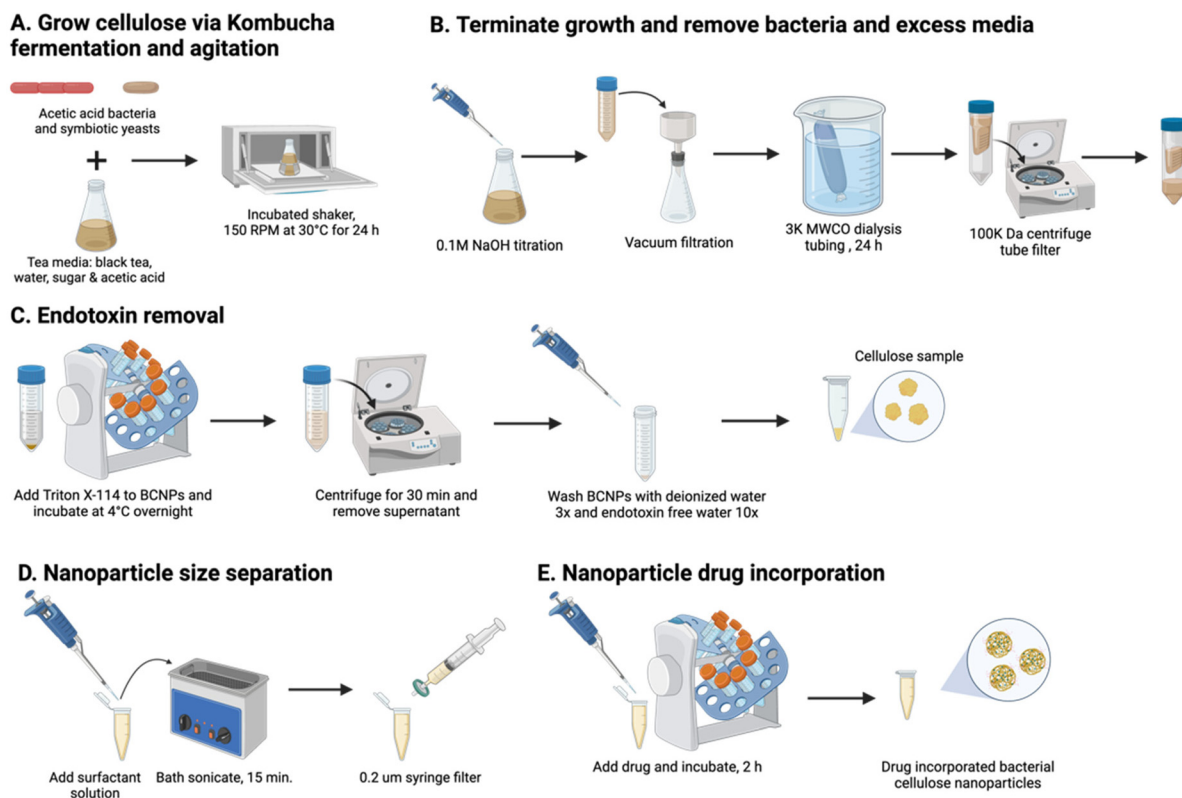 A. Grow cellulose via Kombucha
fermentation and agitation
Acetic acid bacteria
and symbiotic yeasts
+
Tea media: black tea,
water, sugar & acetic acid
Incubated shaker,
150 RPM at 30°C for 24 h
B. Terminate growth and remove bacteria and excess media
0.1M NaOH titration
Vacuum filtration
3K MWCO dialysis
tubing , 24 h
100K Da centrifuge
tube filter
C. Endotoxin removal
Add Triton X-114 to BCNPs and
incubate at 4°C overnight
Centrifuge for 30 min and
remove supernatant
Wash BCNPs with deionized water
3x and endotoxin free water 10x
Cellulose sample
D. Nanoparticle size separation
Add surfactant
solution
Bath sonicate, 15 min.
0.2 um syringe filter
E. Nanoparticle drug incorporation
Add drug and incubate, 2 h
Drug incorporated bacterial
cellulose nanoparticles